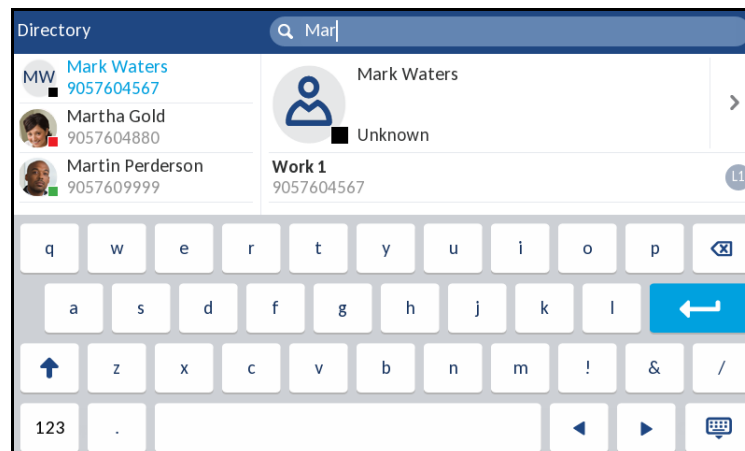 Directory
Mar
MW
Mark Waters
9057604567
Martha Gold
9057604880
Martin Perderson
9057609999
Mark Waters
Unknown
Work 1
9057604567
L1
q w e r t y u i o p
a s d f g h j k l
z x c v b n m ! & /
123 .